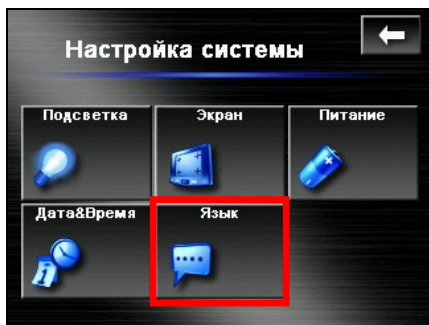 Настройка системы
Подсветка
Экран
Питание
Дата&Время
Язык